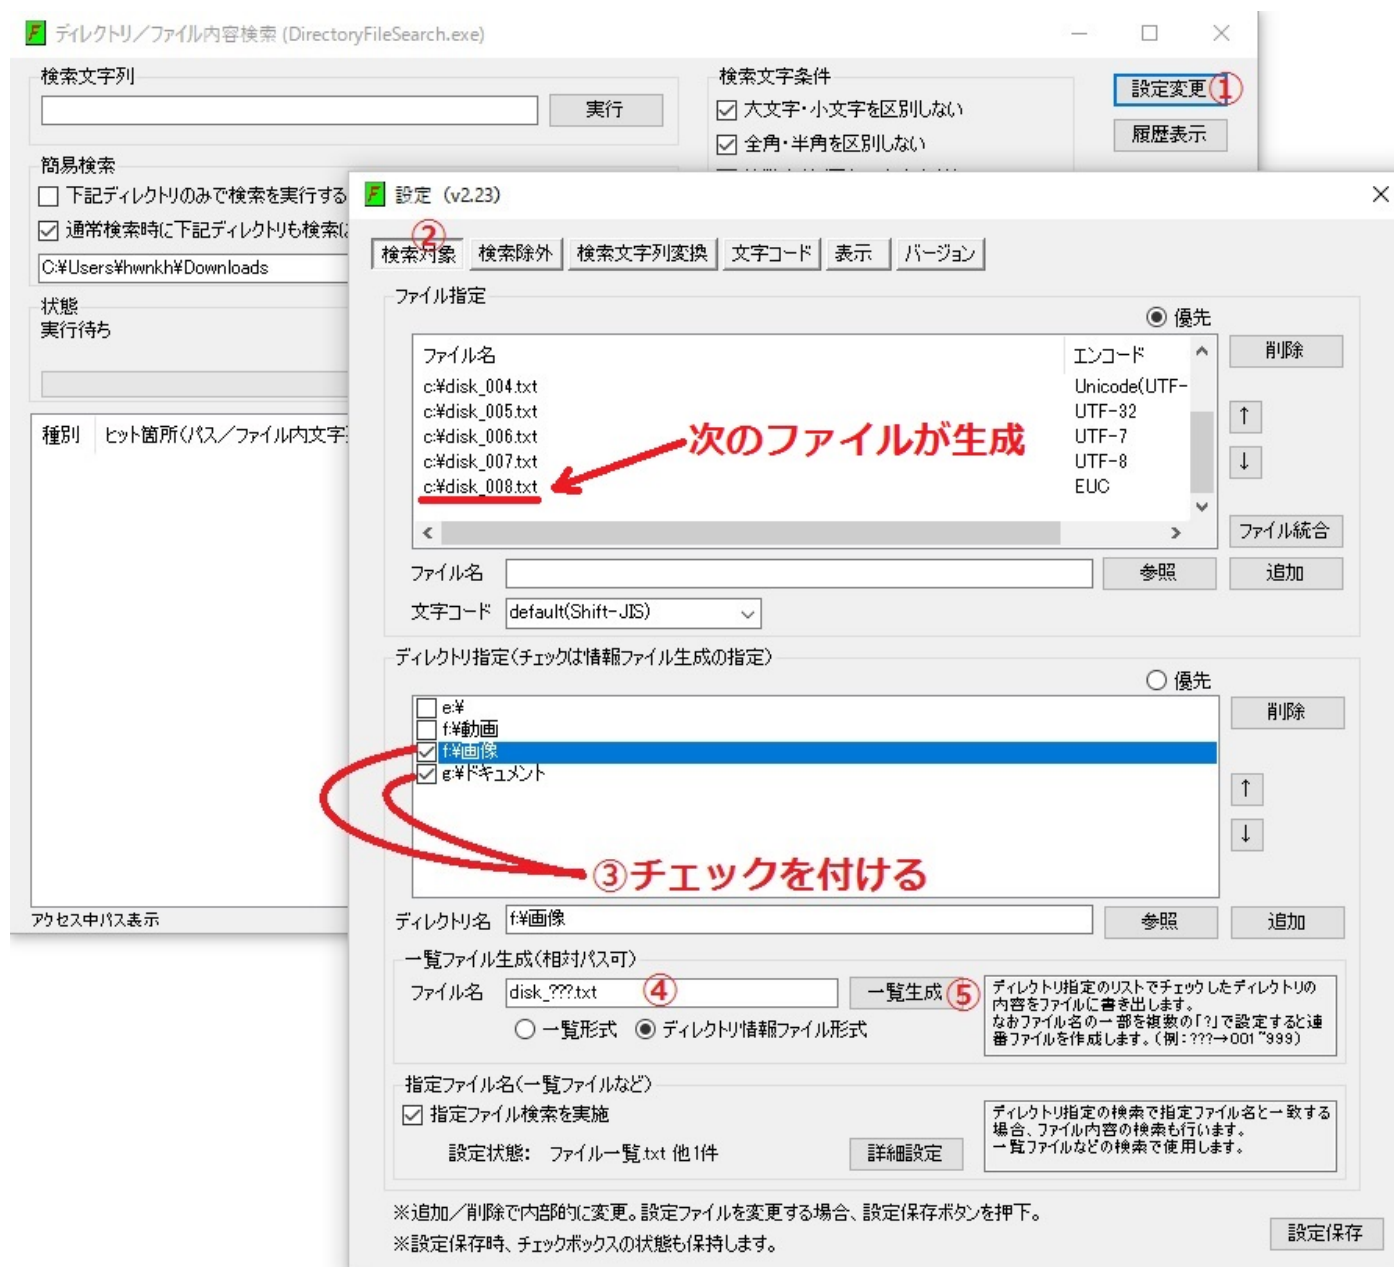 ディレクトリ／ファイル内容検索 (DirectoryFileSearch.exe)
検索文字列
実行
検索文字条件
大文字・小文字を区別しない
全角・半角を区別しない
設定変更①
履歴表示
簡易検索
下記ディレクトリのみで検索を実行する
通常検索時に下記ディレクトリも検索
C:¥Users¥hwnkh¥Downloads
状態
実行待ち
種別 ヒット箇所(パス／ファイル内文字
アクセス中パス表示
設定 (v2.23)
②
検索対象 検索除外 検索文字列変換 文字コード 表示 バージョン
ファイル指定
優先
ファイル名 エンコード
c:¥disk_004.txt Unicode(UTF-
c:¥disk_005.txt UTF-32
c:¥disk_006.txt UTF-7
c:¥disk_007.txt UTF-8
c:¥disk_008.txt EUC
次のファイルが生成
削除
↑
↓
ファイル統合
ファイル名 参照 追加
文字コード default(Shift-JIS)
ディレクトリ指定(チェックは情報ファイル生成の指定)
優先
e:¥
f:¥動画
f:¥画像
g:¥ドキュメント
削除
↑
↓
③チェックを付ける
ディレクトリ名 f:¥画像 参照 追加
一覧ファイル生成(相対パス可)
ファイル名 disk_???.txt ④ 一覧生成⑤
一覧形式 ディレクトリ情報ファイル形式
ディレクトリ指定のリストでチェックしたディレクトリの
内容をファイルに書き出します。
なおファイル名の一部を複数の「?」で設定すると連
番ファイルを作成します。(例:???→001~999)
指定ファイル名(一覧ファイルなど)
指定ファイル検索を実施
設定状態: ファイル一覧.txt 他1件 詳細設定
ディレクトリ指定の検索で指定ファイル名と一致する
場合、ファイル内容の検索も行います。
一覧ファイルなどの検索で使用します。
※追加／削除で内部的に変更。設定ファイルを変更する場合、設定保存ボタンを押下。
※設定保存時、チェックボックスの状態も保持します。
設定保存